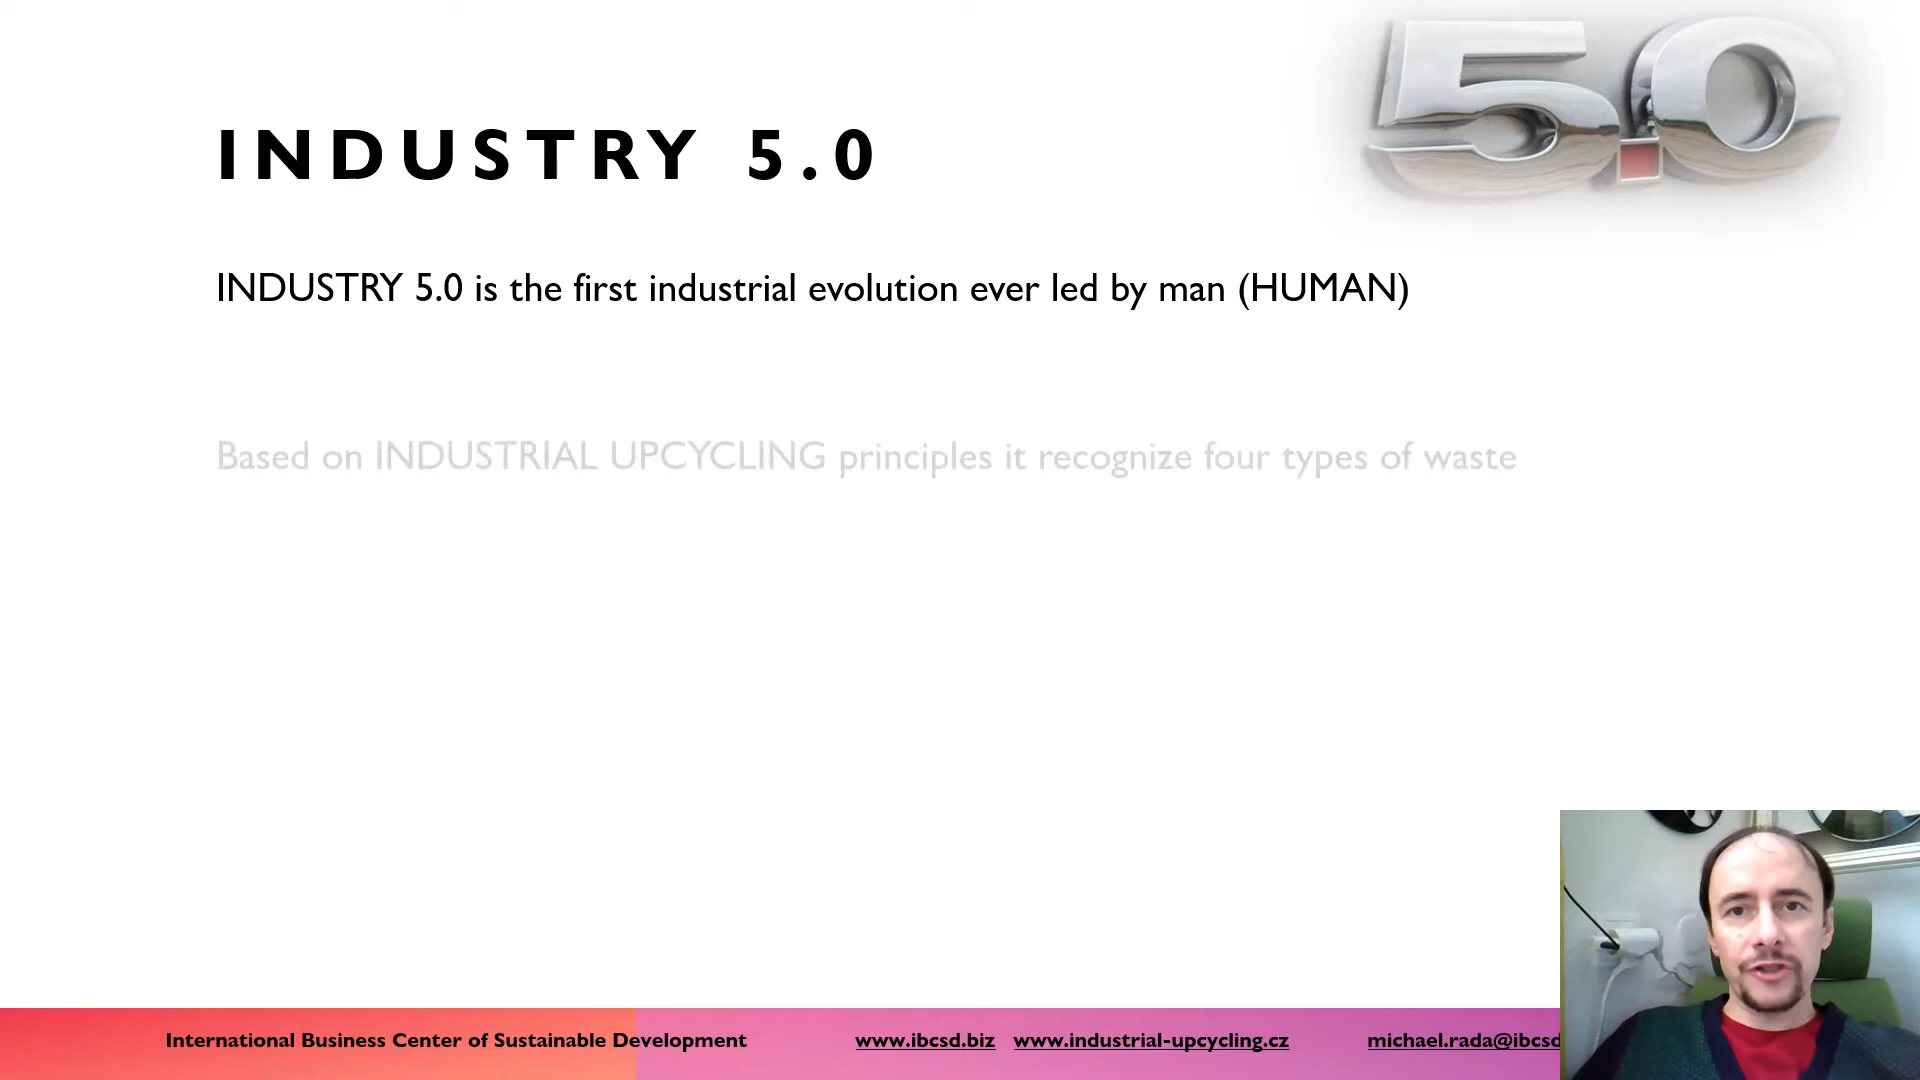 5.0
INDUSTRY 5.0
INDUSTRY 5.0 is the first industrial evolution ever led by man (HUMAN)
Based on INDUSTRIAL UPCYCLING principles it recognize four types of waste
International Business Center of Sustainable Development www.ibcsd.biz www.industrial-upcycling.cz michael.rada@ibcsd